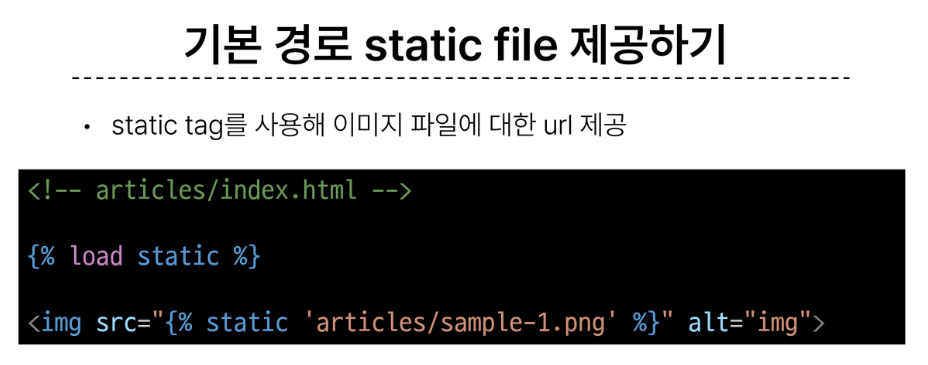 기본 경로 static file 제공하기
• static tag를 사용해 이미지 파일에 대한 url 제공
<!-- articles/index.html -->
{% load static %}
<img src="{% static 'articles/sample-1.png' %}" alt="img">